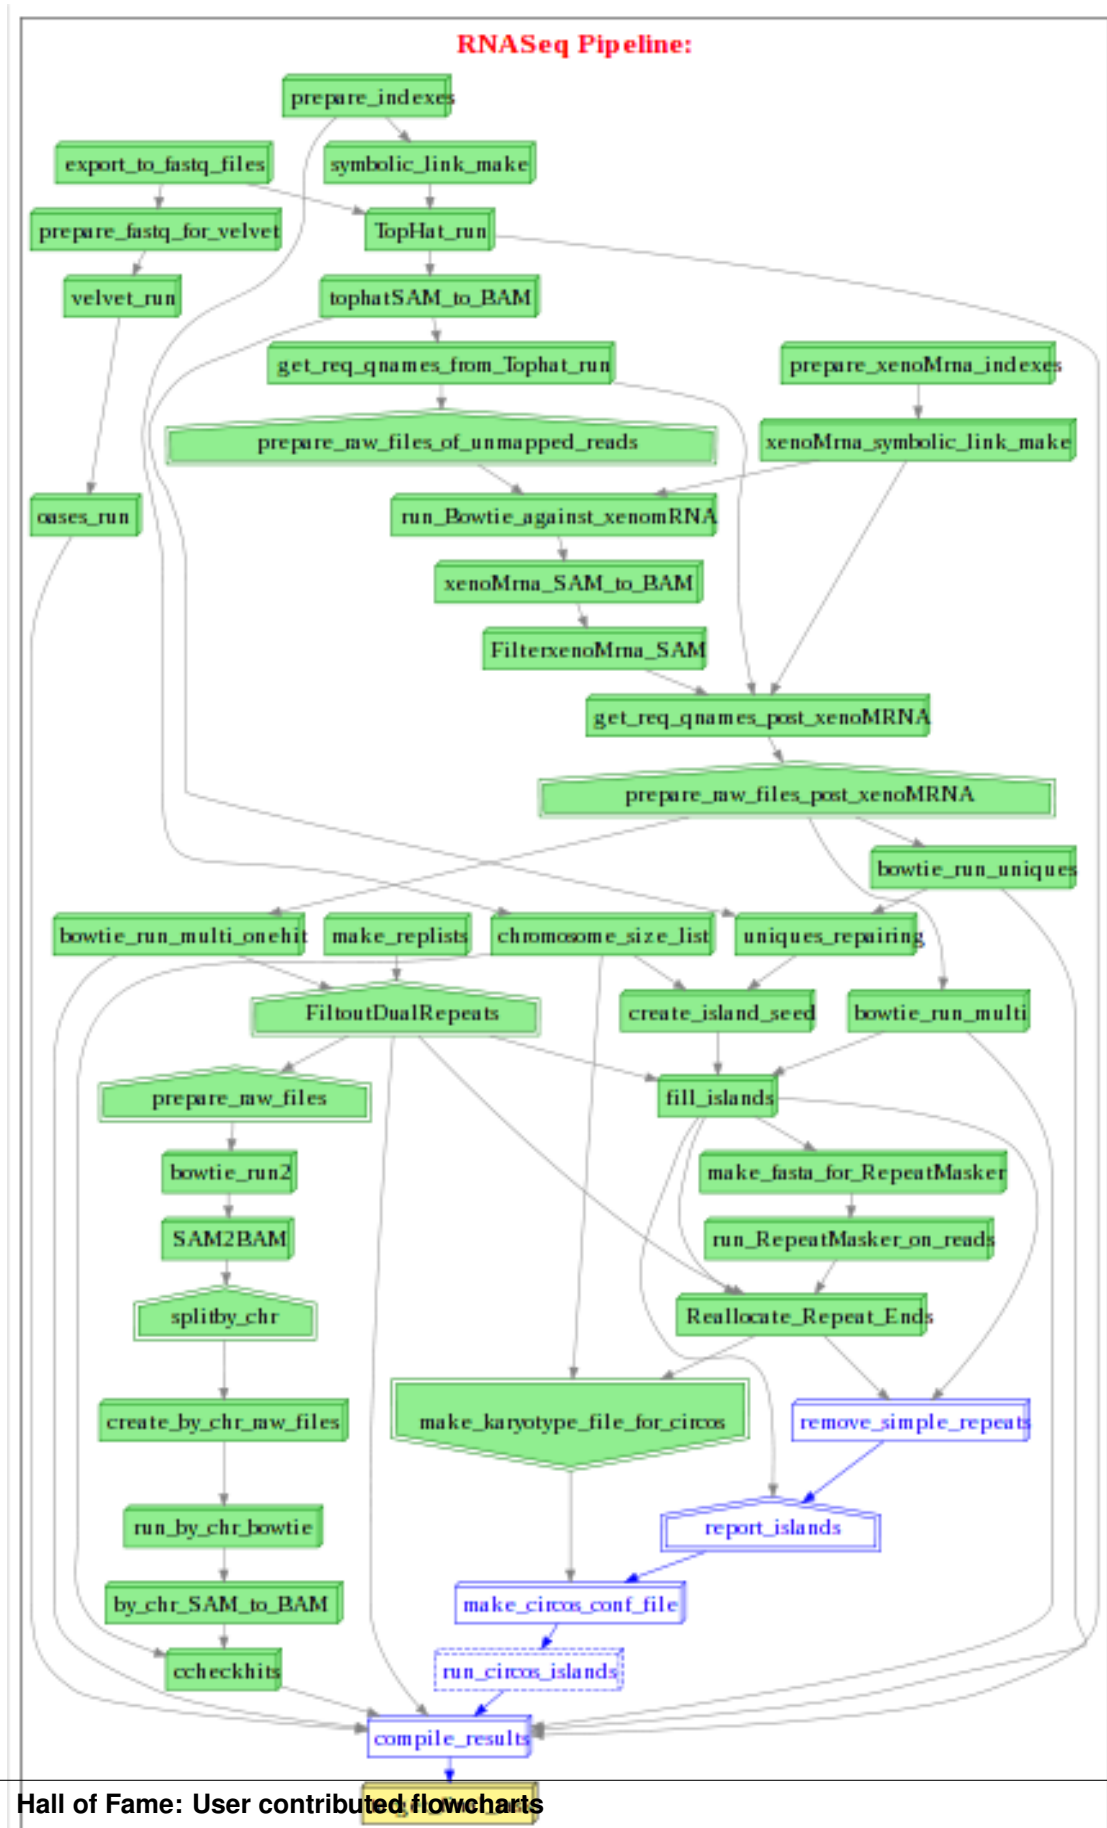 RNASeq Pipeline:
prepare_indexes
export_to_fastq_files
symbolic_link_make
prepare_fastq_for_velvet
TopHat_run
velvet_run
tophatSAM_to_BAM
get_req_qnames_from_Tophat_run
prepare_xenoMrna_indexes
prepare_raw_files_of_unmapped_reads
xenoMrna_symbolic_link_make
oases_run
run_Bowtie_against_xenomRNA
xenoMrna_SAM_to_BAM
FilterxenoMrna_SAM
get_req_qnames_post_xenoMRNA
prepare_raw_files_post_xenoMRNA
bowtie_run_uniques
bowtie_run_multi_onehit
make_replists
chromosome_size_list
uniques_repairing
FiltoutDualRepeats
create_island_seed
bowtie_run_multi
prepare_raw_files
fill_islands
bowtie_run2
make_fasta_for_RepeatMasker
SAM2BAM
run_RepeatMasker_on_reads
splitby_chr
Reallocate_Repeat_Ends
create_by_chr_raw_files
make_karyotype_file_for_circos
remove_simple_repeats
run_by_chr_bowtie
report_islands
by_chr_SAM_to_BAM
make_circos_conf_file
ccheckhits
run_circos_islands
compile_results
Hall of Fame: User contributed flowcharts